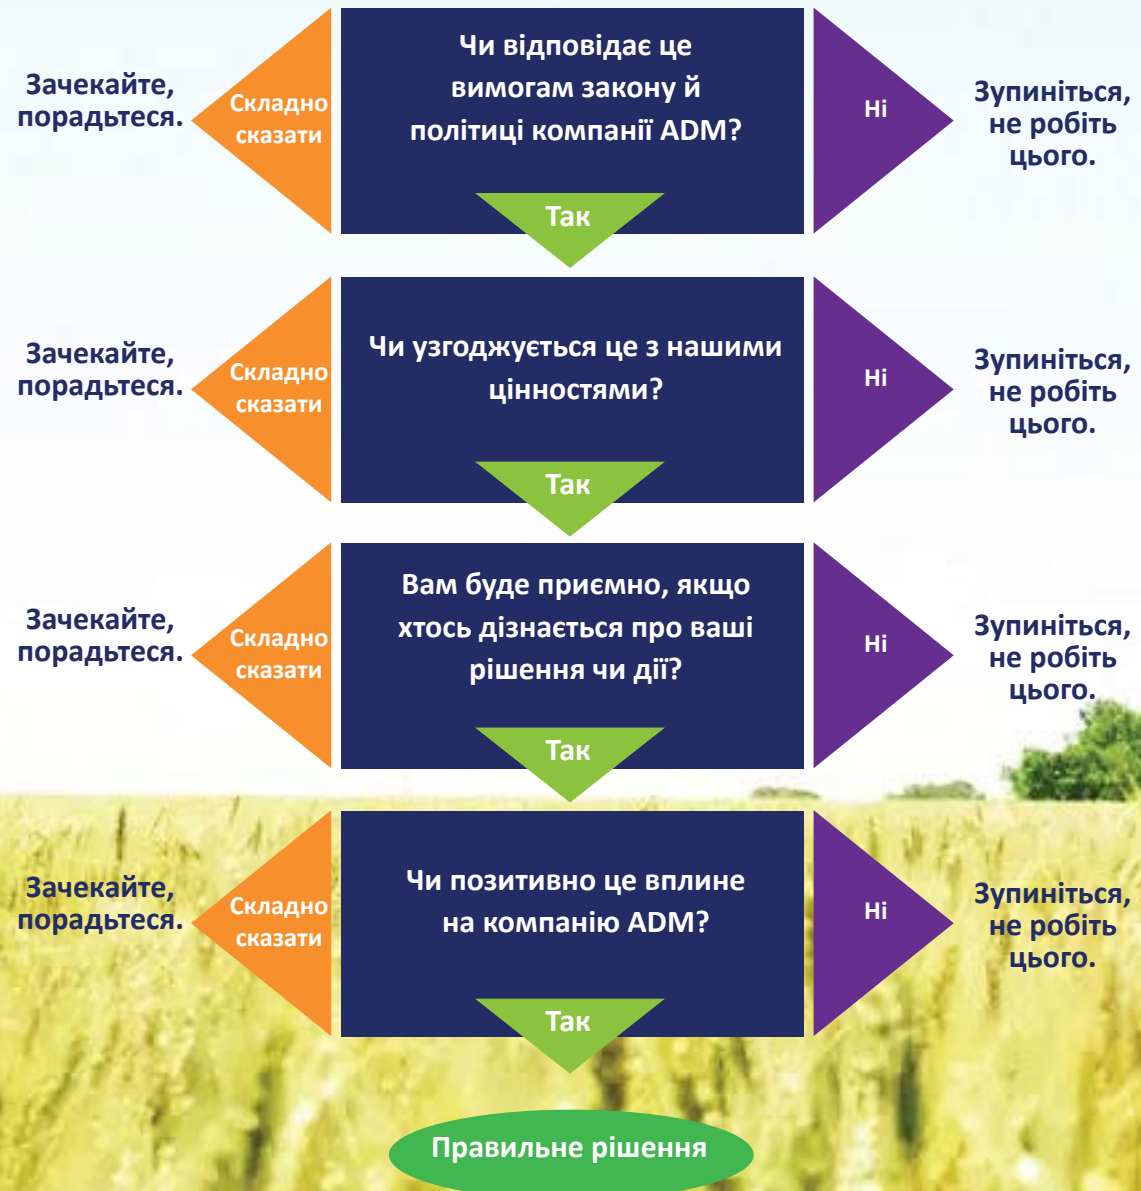 Чи відповідає це
вимогам закону й
політиці компанії ADM?
Зачекайте,
порадьтеся.
Складно
сказати
Ні
Зупиніться,
не робіть
цього.
Так
Чи узгоджується це з нашими
цінностями?
Зачекайте,
порадьтеся.
Складно
сказати
Ні
Зупиніться,
не робіть
цього.
Так
Вам буде приємно, якщо
хтось дізнається про ваші
рішення чи дії?
Зачекайте,
порадьтеся.
Складно
сказати
Ні
Зупиніться,
не робіть
цього.
Так
Чи позитивно це вплине
на компанію ADM?
Зачекайте,
порадьтеся.
Складно
сказати
Ні
Зупиніться,
не робіть
цього.
Так
Правильне рішення